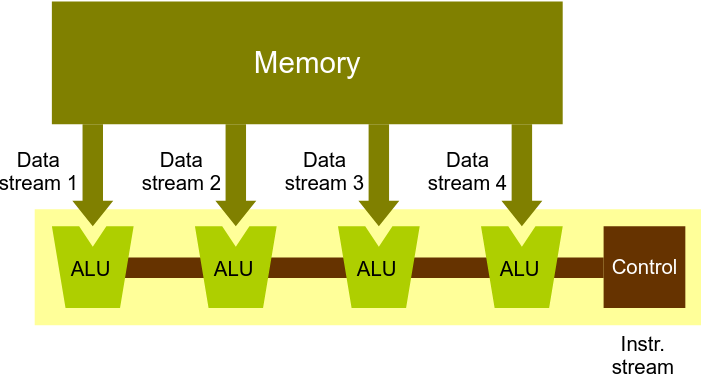 Memory
Data
stream 1
Data
stream 2
Data
stream 3
Data
stream 4
ALU
ALU
ALU
ALU
Control
Instr.
stream